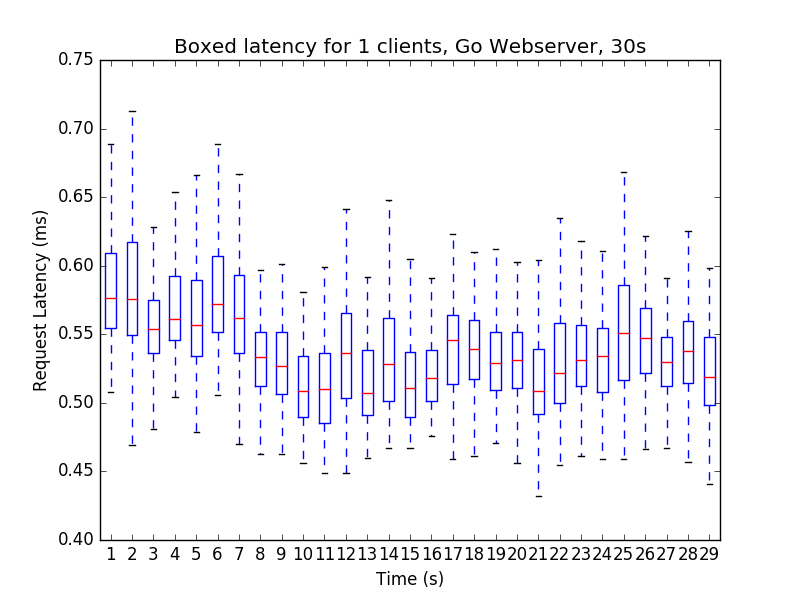 Boxed latency for 1 clients, Go Webserver, 30s
0.75
0.70
0.65
0.60
0.55
0.50
0.45
0.40
Request Latency (ms)
1 2 3 4 5 6 7 8 9 10 11 12 13 14 15 16 17 18 19 20 21 22 23 24 25 26 27 28 29
Time (s)